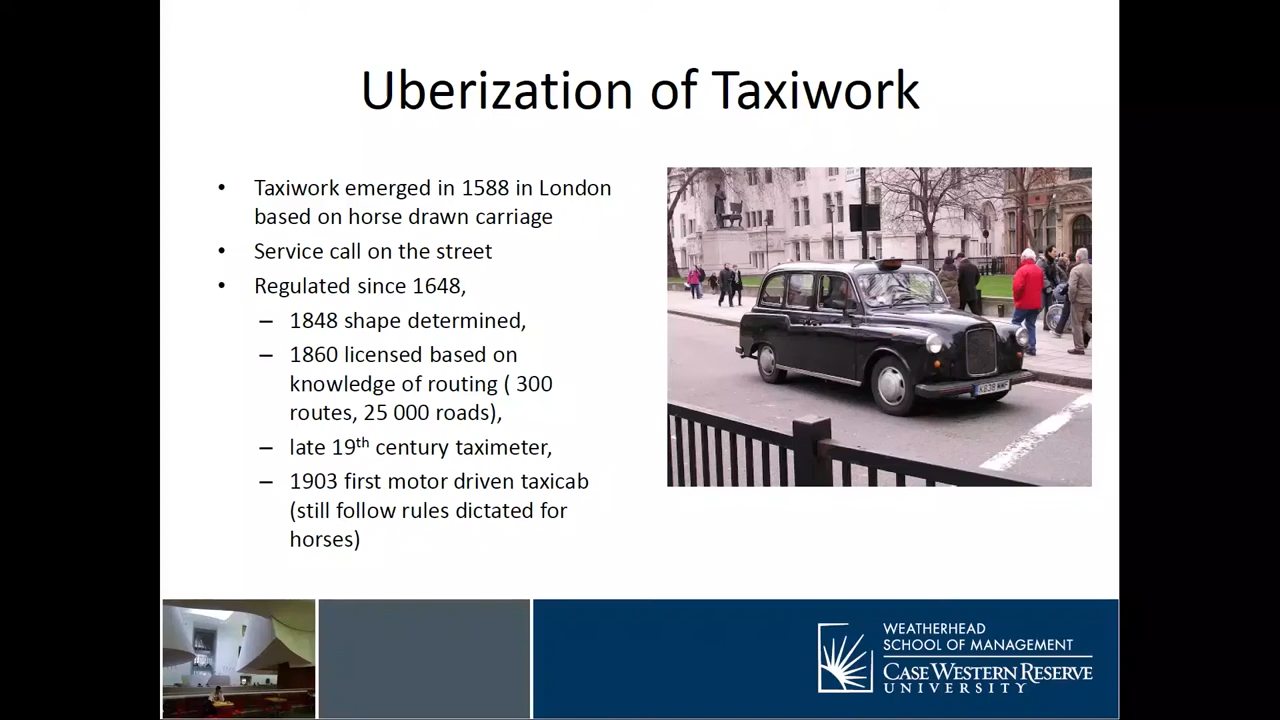 Uberization of Taxiwork
• Taxiwork emerged in 1588 in London
based on horse drawn carriage
• Service call on the street
• Regulated since 1648,
– 1848 shape determined,
– 1860 licensed based on
knowledge of routing ( 300
routes, 25 000 roads),
– late 19th century taximeter,
– 1903 first motor driven taxicab
(still follow rules dictated for
horses)
WEATHERHEAD
SCHOOL OF MANAGEMENT
CASE WESTERN RESERVE
UNIVERSITY